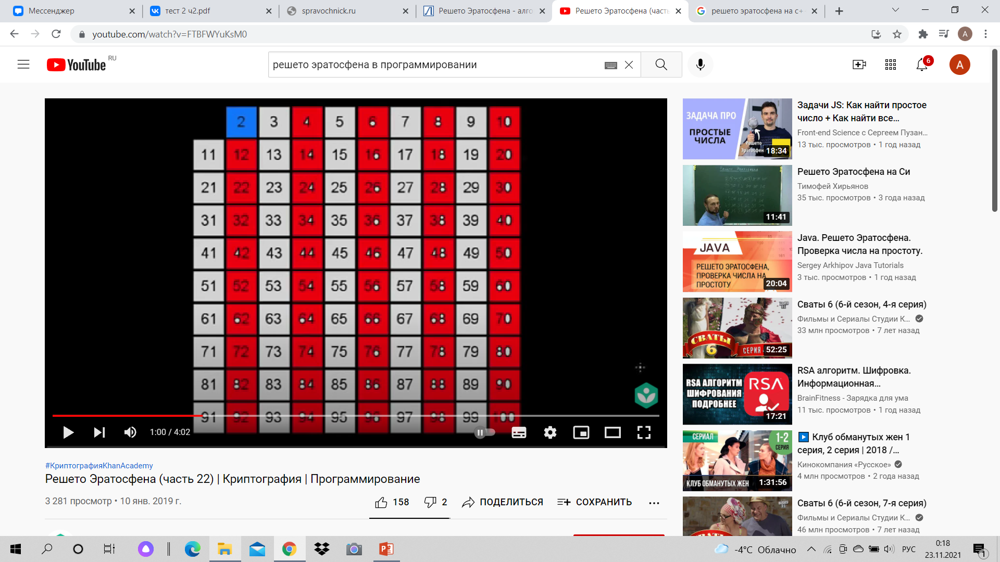 Мессенджер
тест 2 ч2.pdf
spravochnick.ru
Решето Эратосфена - алго
Решето Эратосфена (часть
решето эратосфена на c+
youtube.com/watch?v=FTBFWYuKsM0
A
YouTube RU
решето эратосфена в программировании
6
A
2 3 4 5 6 7 8 9 10
11 12 13 14 15 16 17 18 19 20
21 22 23 24 25 26 27 28 29 30
31 32 33 34 35 36 37 38 39 40
41 42 43 44 45 46 47 48 49 50
51 52 53 54 55 56 57 58 59 60
61 62 63 64 65 66 67 68 69 70
71 72 73 74 75 76 77 78 79 80
81 82 83 84 85 86 87 88 89 90
91 92 93 94 95 96 97 98 99 100
1:00 / 4:02
#КриптографияKhanAcademy
Решето Эратосфена (часть 22) | Криптография | Программирование
3 281 просмотр • 10 янв. 2019 г.
158
2
ПОДЕЛИТЬСЯ
СОХРАНИТЬ
ЗАДАЧА ПРО
ПРОСТЫЕ
ЧИСЛА
Решето
Эратосфен
18:34
Задачи JS: Как найти простое
число + Как найти все...
Front-end Science с Сергеем Пузан...
13 тыс. просмотров • 1 год назад
Решето Эратосфена
11:41
Решето Эратосфена на Си
Тимофей Хирьянов
35 тыс. просмотров • 3 года назад
JAVA
РЕШЕТО ЭРАТОСФЕНА,
ПРОВЕРКА ЧИСЛА НА
ПРОСТОТУ
20:04
Java. Решето Эратосфена.
Проверка числа на простоту.
Sergey Arkhipov Java Tutorials
3 тыс. просмотров • 1 год назад
СВАТЫ
6
СЕРИЯ
52:25
Сваты 6 (6-й сезон, 4-я серия)
Фильмы и Сериалы Студии К...
33 млн просмотров • 7 лет назад
RSA АЛГОРИТМ
ШИФРОВАНИЯ
ПОДРОБНЕЕ
RSA
17:21
RSA алгоритм. Шифровка.
Информационная...
BrainFitness - Зарядка для ума
11 тыс. просмотров • 1 год назад
СЕРИАЛ
1-2
СЕРИЯ
КЛУБ ОБМАНУТЫХ ЖЕН
1:31:56
Клуб обманутых жен 1
серия, 2 серия | 2018 /...
Кинокомпания «Русское»
4 млн просмотров • 2 года назад
Сваты 6 (6-й сезон, 7-я серия)
Фильмы и Сериалы Студии К...
46 млн просмотров • 7 лет назад
-4°C Облачно
РУС
0:18
23.11.2021
1